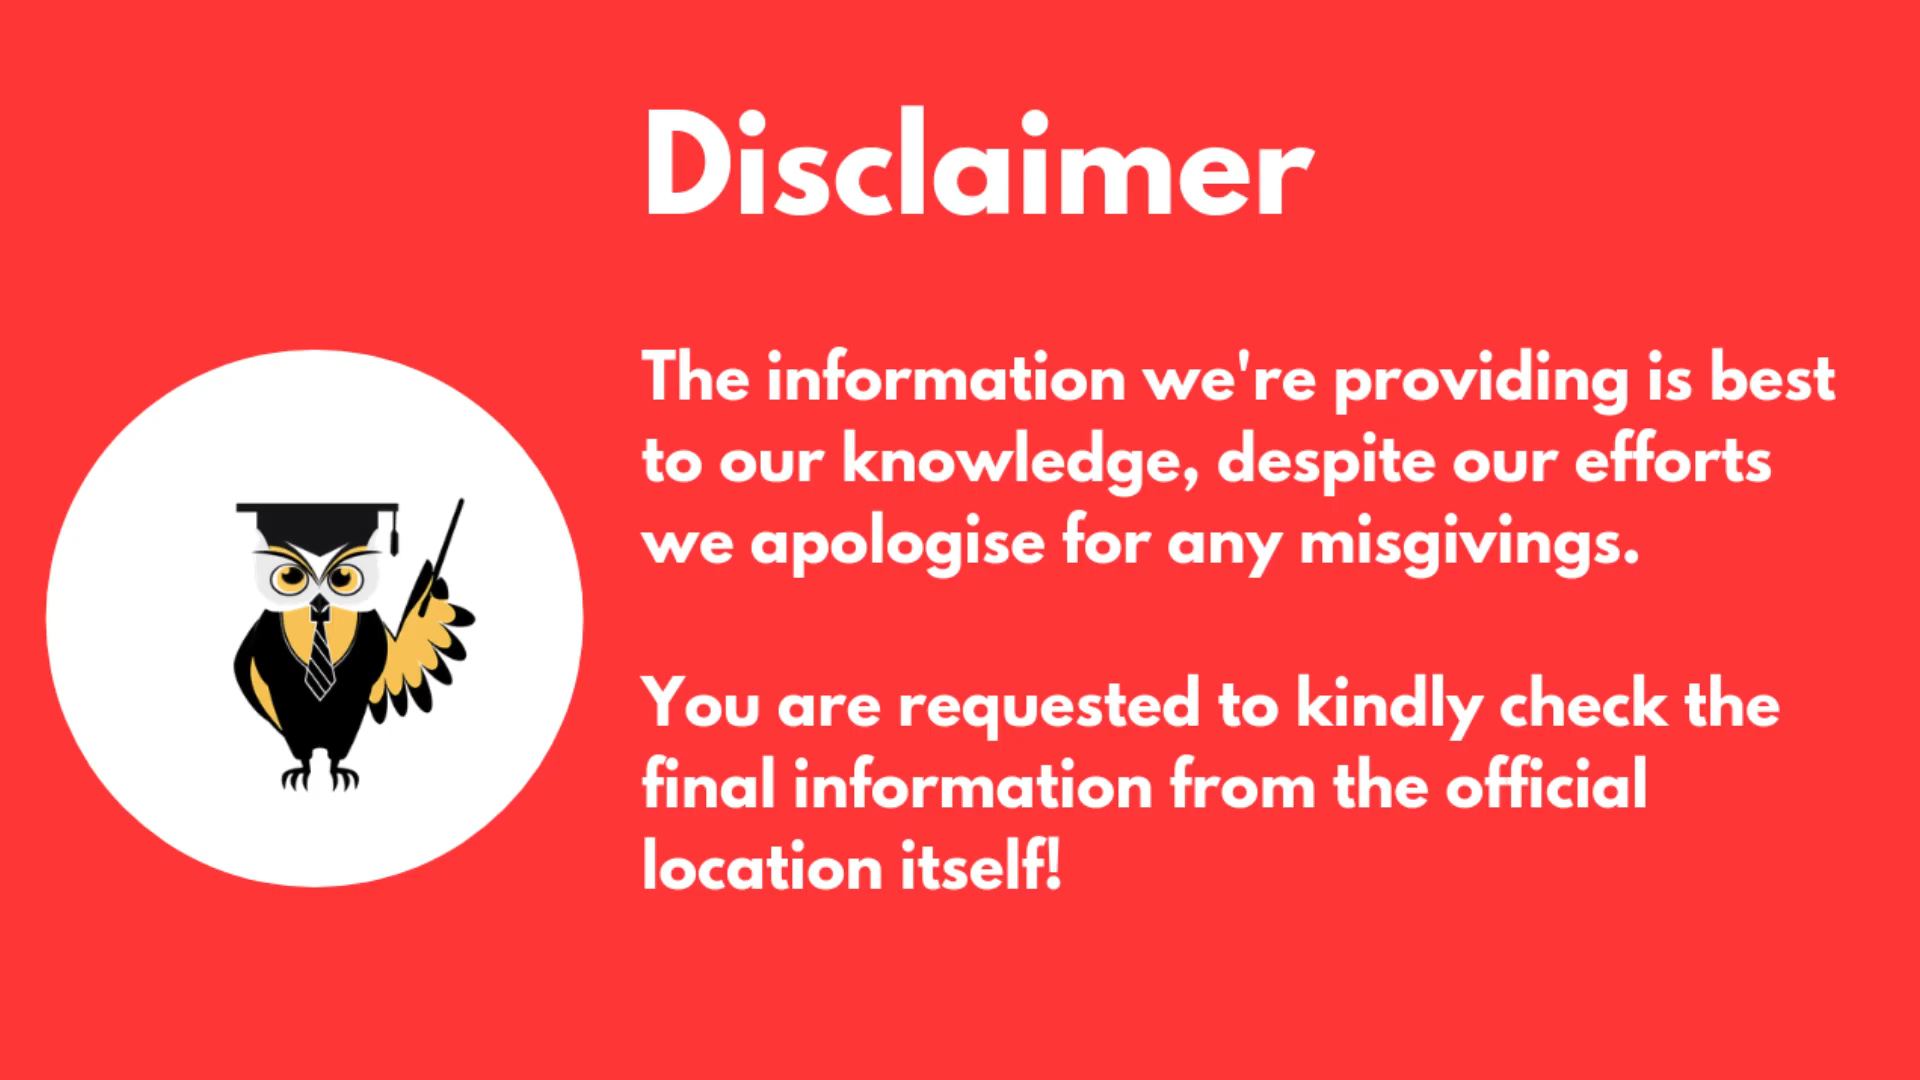 Disclaimer
The information we're providing is best
to our knowledge, despite our efforts
we apologise for any misgivings.
You are requested to kindly check the
final information from the official
location itself!